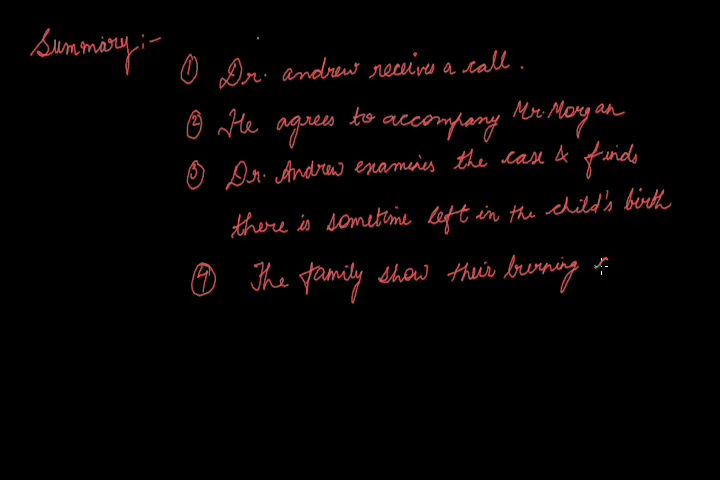 Summary :-
① Dr. andrew receives a call.
② He agrees to accompany Mr. Morgan
③ Dr. Andrew examines the case & finds
there is sometime left in the child's birth
④ The family show their burning